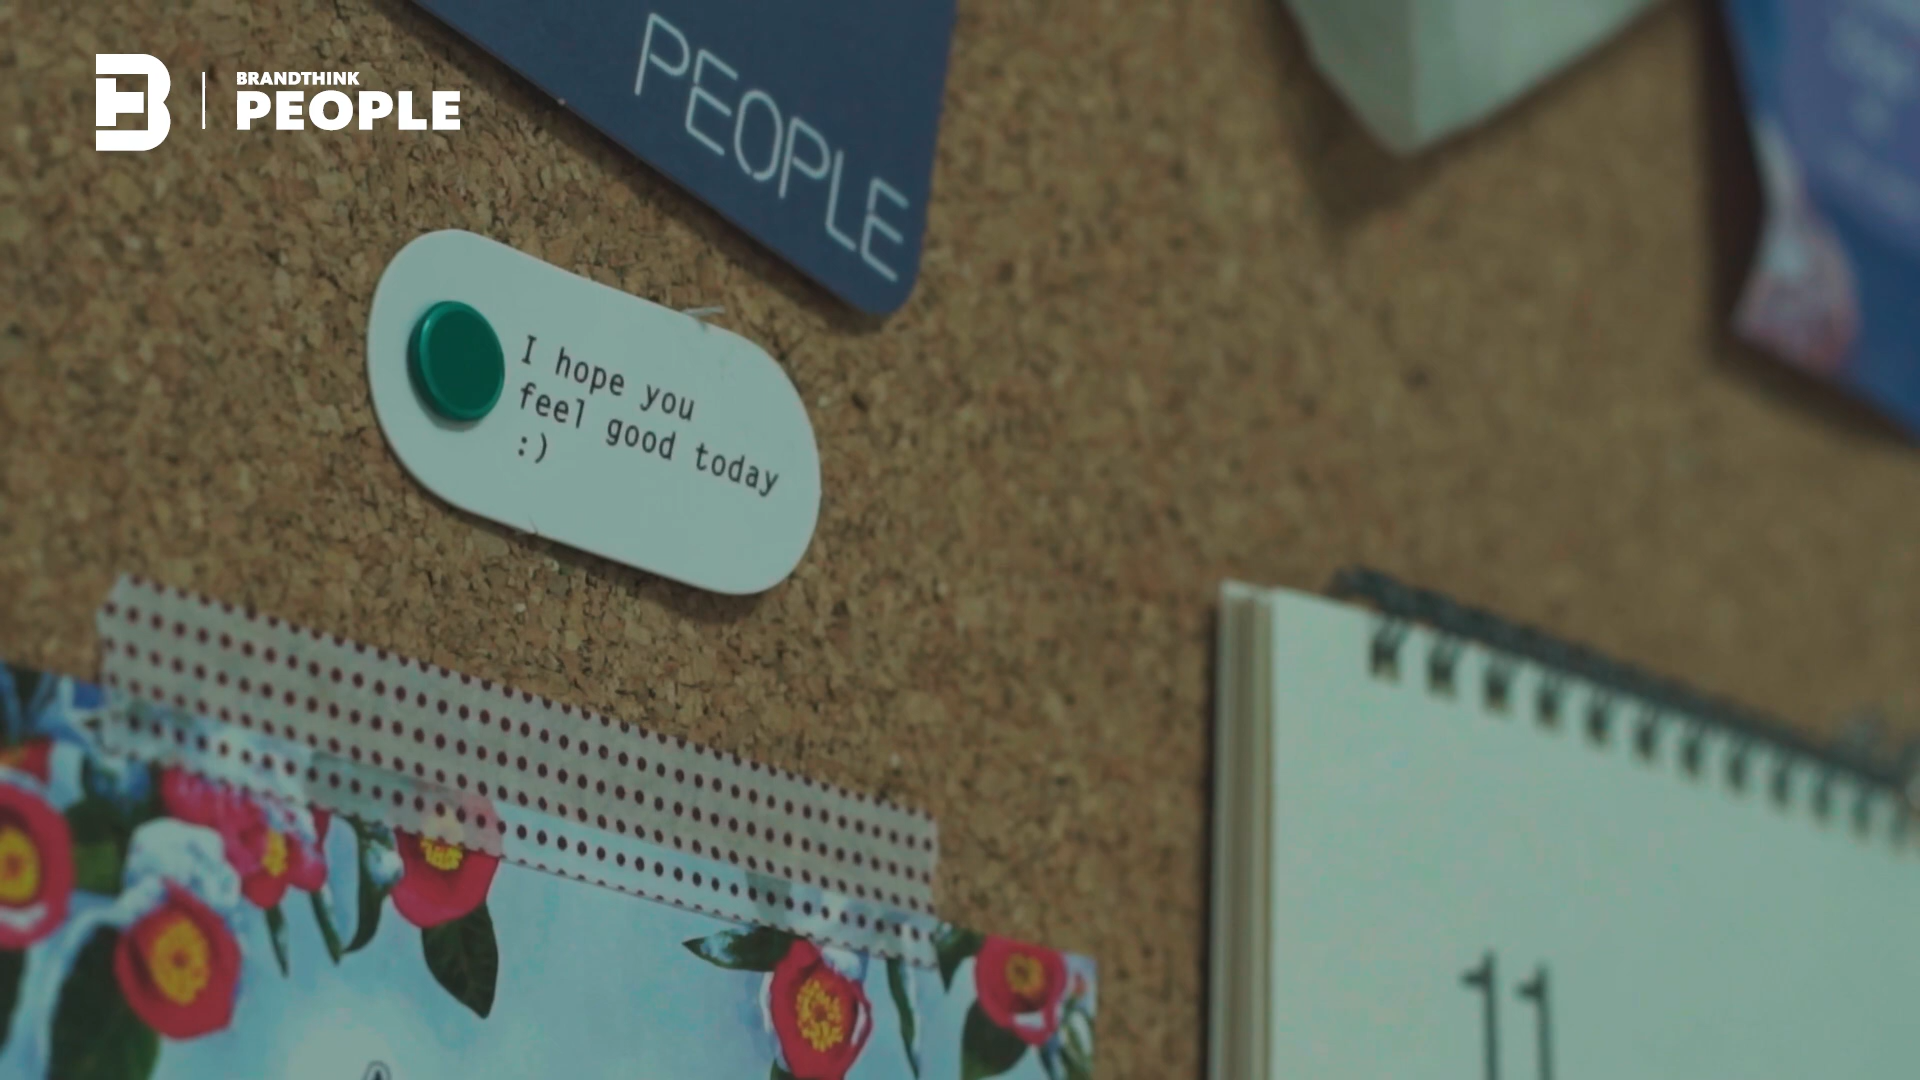 BRANDTHINK
PEOPLE
PEOPLE
I hope you
feel good today
:)
11